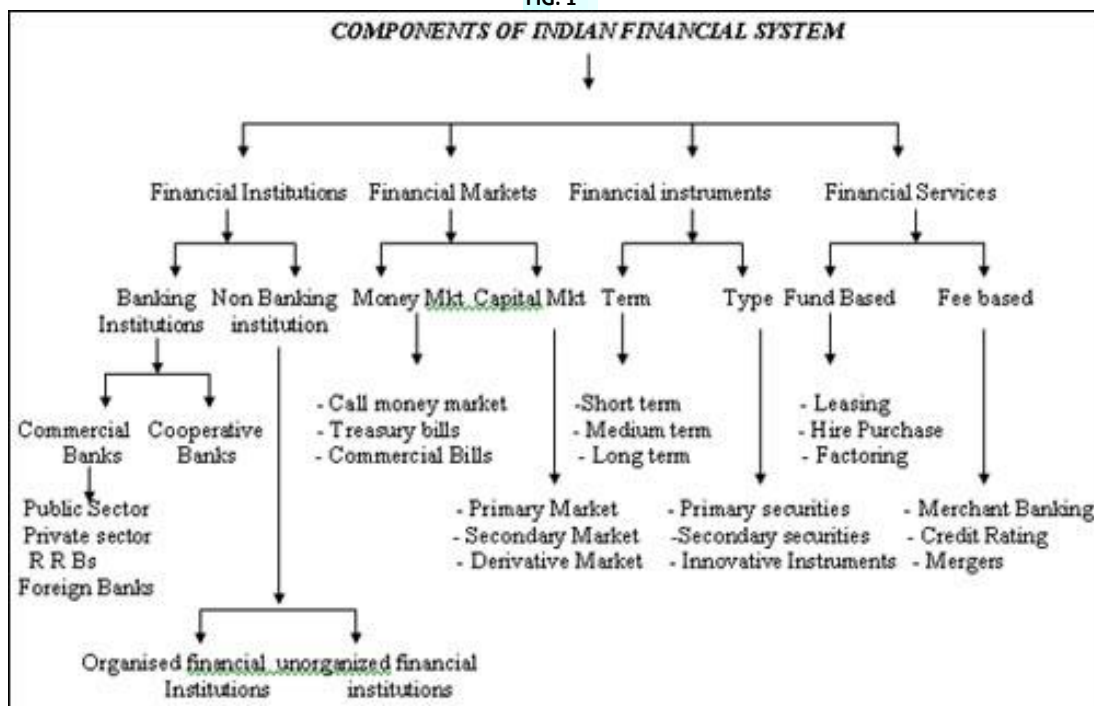 FIG. 1
COMPONENTS OF INDIAN FINANCIAL SYSTEM
Financial Institutions Financial Markets Financial instruments Financial Services
Banking Non Banking Money Mkt Capital Mkt Term Type Fund Based Fee based
Institutions institution
- Call money market -Short term - Leasing
Commercial Cooperative - Treasury bills - Medium term - Hire Purchase
Banks Banks - Commercial Bills - Long term - Factoring
Public Sector - Primary Market - Primary securities - Merchant Banking
Private sector - Secondary Market -Secondary securities - Credit Rating
R R Bs - Derivative Market - Innovative Instruments - Mergers
Foreign Banks
Organised financial unorganized financial
Institutions institutions